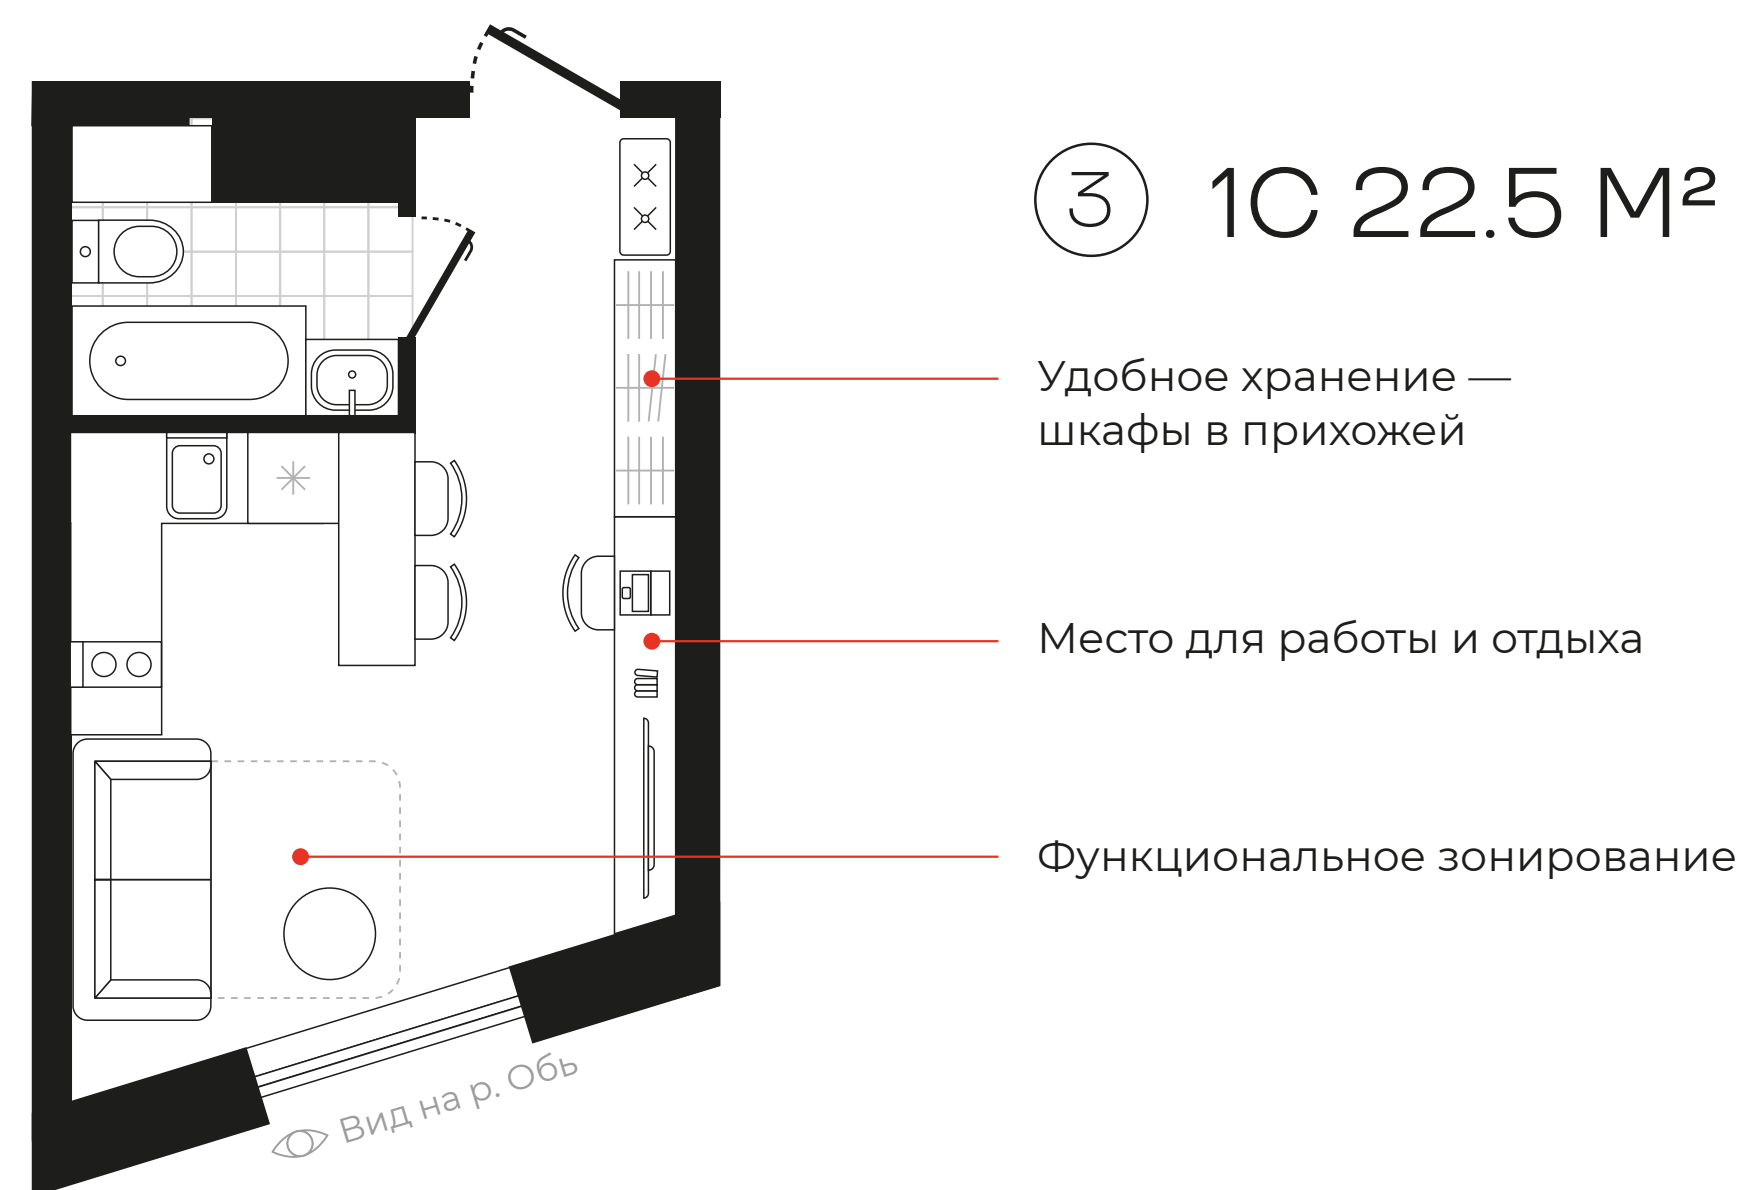 3
1С 22.5 М²
Удобное хранение —
шкафы в прихожей
Место для работы и отдыха
Функциональное зонирование
Вид на р. Обь